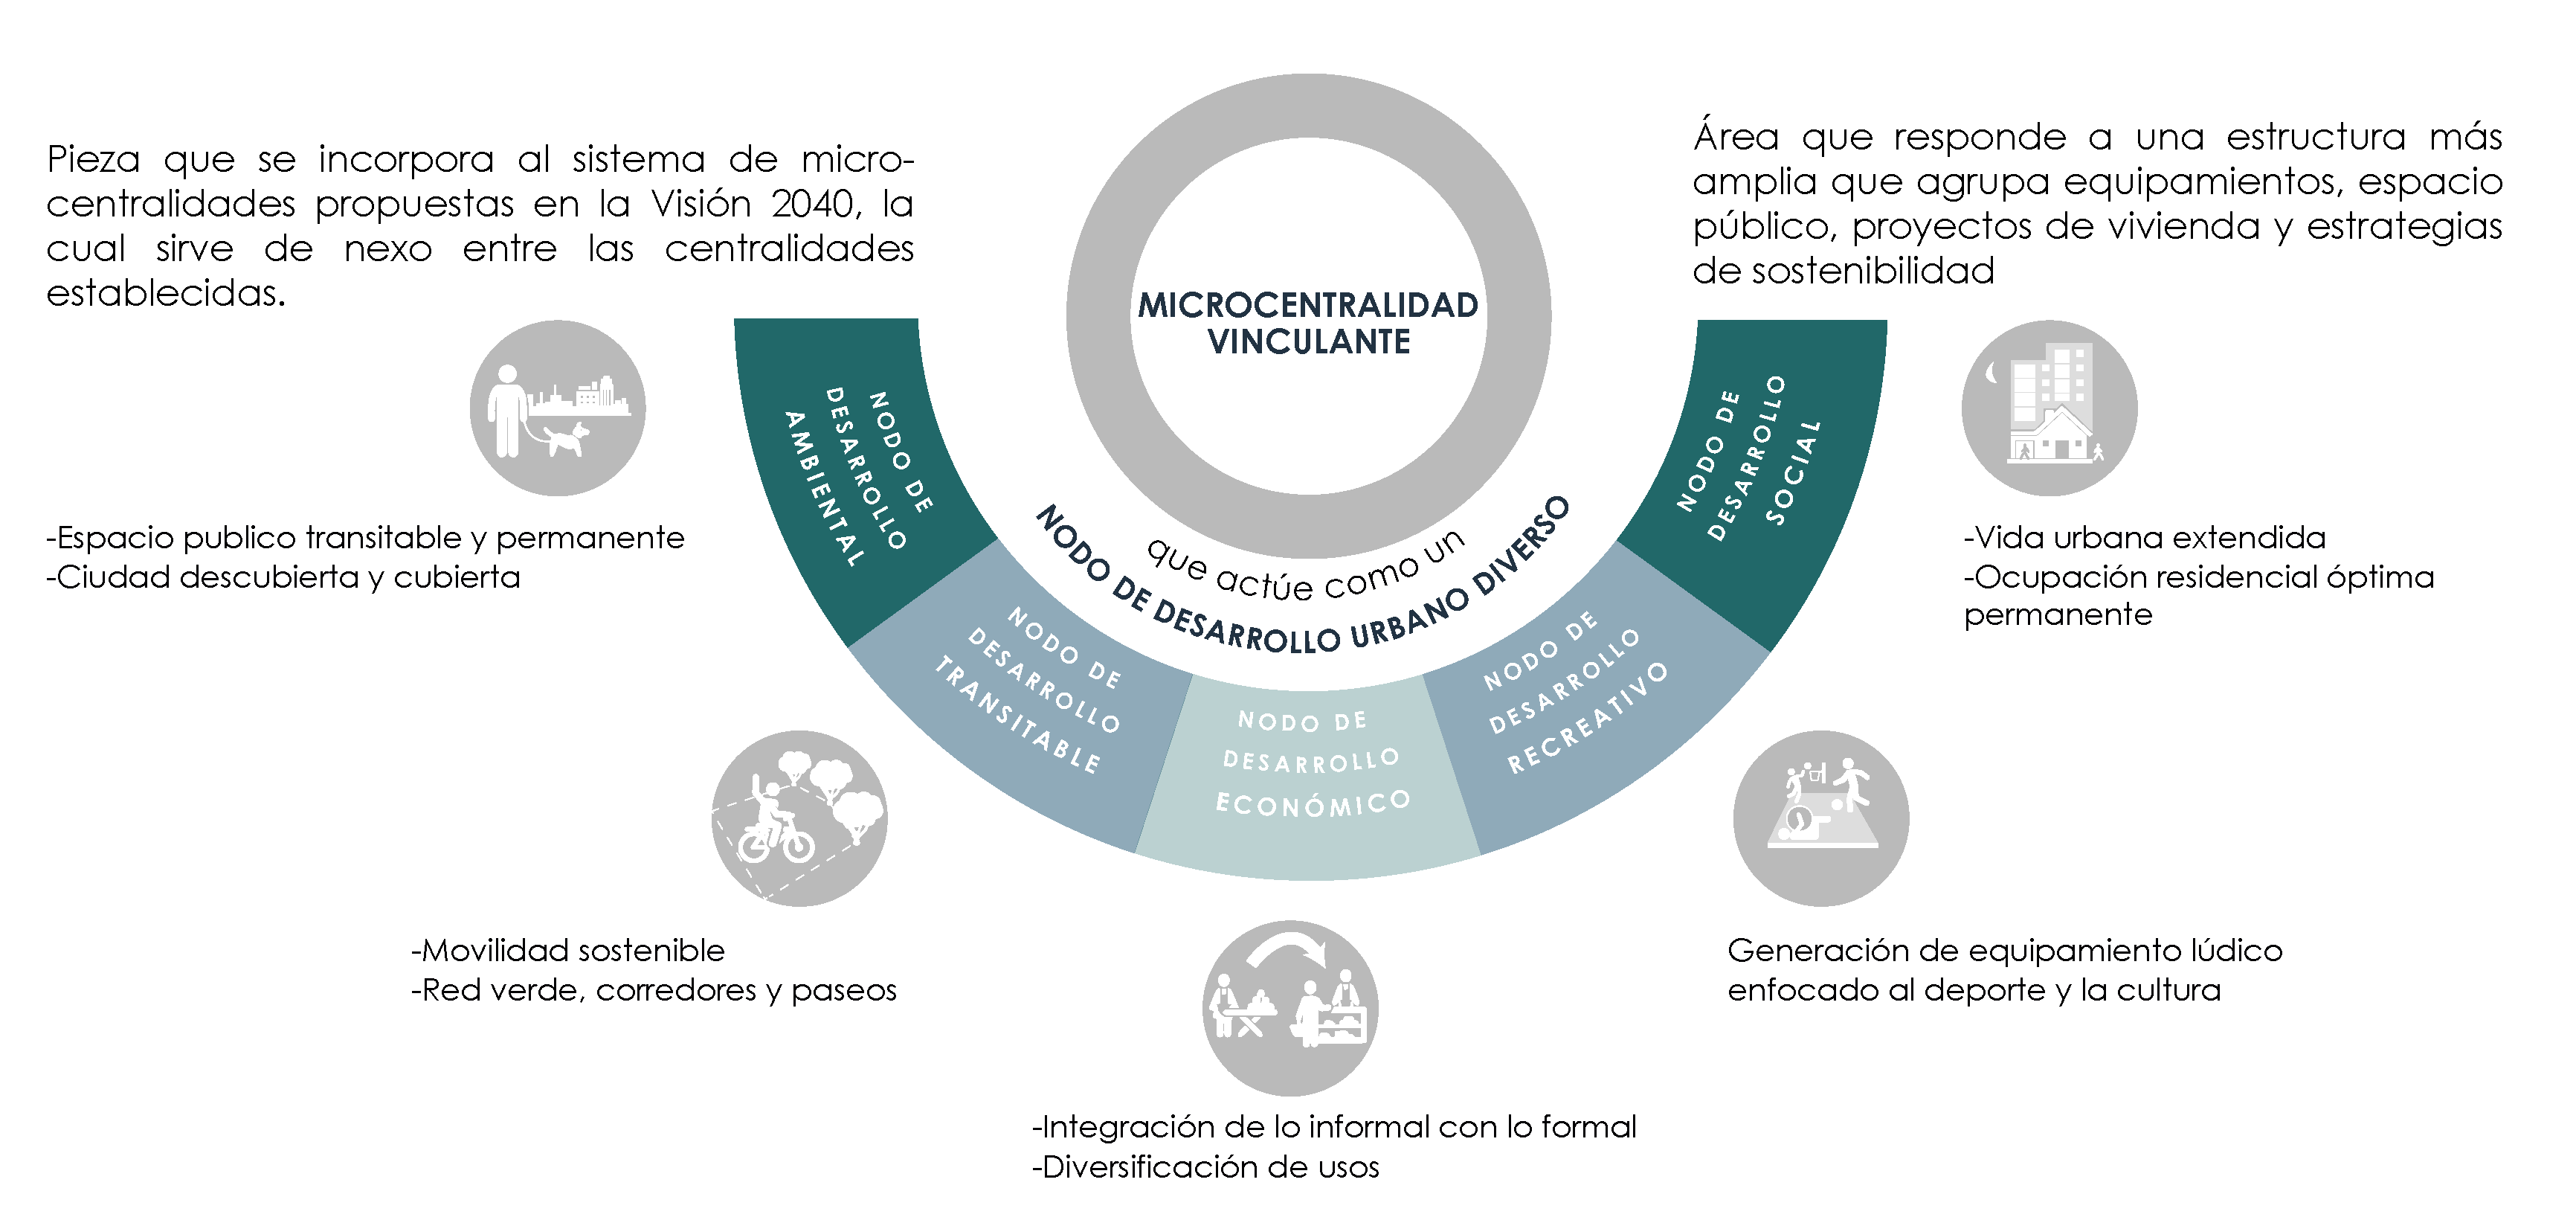 Pieza que se incorpora al sistema de micro-
centralidades propuestas en la Visión 2040, la
cual sirve de nexo entre las centralidades
establecidas.
Área que responde a una estructura más
amplia que agrupa equipamientos, espacio
público, proyectos de vivienda y estrategias
de sostenibilidad
MICROCENTRALIDAD
VINCULANTE
que actúe como un
NODO DE DESARROLLO URBANO DIVERSO
NODO DE
DESARROLLO
AMBIENTAL
-Espacio publico transitable y permanente
-Ciudad descubierta y cubierta
NODO DE
DESARROLLO
TRANSITABLE
-Movilidad sostenible
-Red verde, corredores y paseos
NODO DE
DESARROLLO
ECONÓMICO
-Integración de lo informal con lo formal
-Diversificación de usos
NODO DE
DESARROLLO
RECREATIVO
Generación de equipamiento lúdico
enfocado al deporte y la cultura
NODO DE
DESARROLLO
SOCIAL
-Vida urbana extendida
-Ocupación residencial óptima
permanente